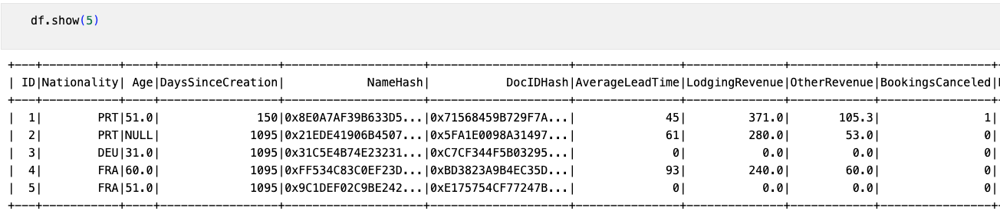 df.show(5)
+---+-----------+----+-----------------+--------------------+--------------------+---------------+--------------+------------+----------------+
| ID|Nationality| Age|DaysSinceCreation|            NameHash|           DocIDHash|AverageLeadTime|LodgingRevenue|OtherRevenue|BookingsCanceled|
+---+-----------+----+-----------------+--------------------+--------------------+---------------+--------------+------------+----------------+
|  1|        PRT|51.0|              150|0x8E0A7AF39B633D5...|0x71568459B729F7A...|             45|         371.0|       105.3|               1|
|  2|        PRT|NULL|             1095|0x21EDE41906B4507...|0x5FA1E0098A31497...|             61|         280.0|        53.0|               0|
|  3|        DEU|31.0|             1095|0x31C5E4B74E23231...|0xC7CF344F5B03295...|              0|           0.0|         0.0|               0|
|  4|        FRA|60.0|             1095|0xFF534C83C0EF23D...|0xBD3823A9B4EC35D...|             93|         240.0|        60.0|               0|
|  5|        FRA|51.0|             1095|0x9C1DEF02C9BE242...|0xE175754CF77247B...|              0|           0.0|         0.0|               0|
+---+-----------+----+-----------------+--------------------+--------------------+---------------+--------------+------------+----------------+